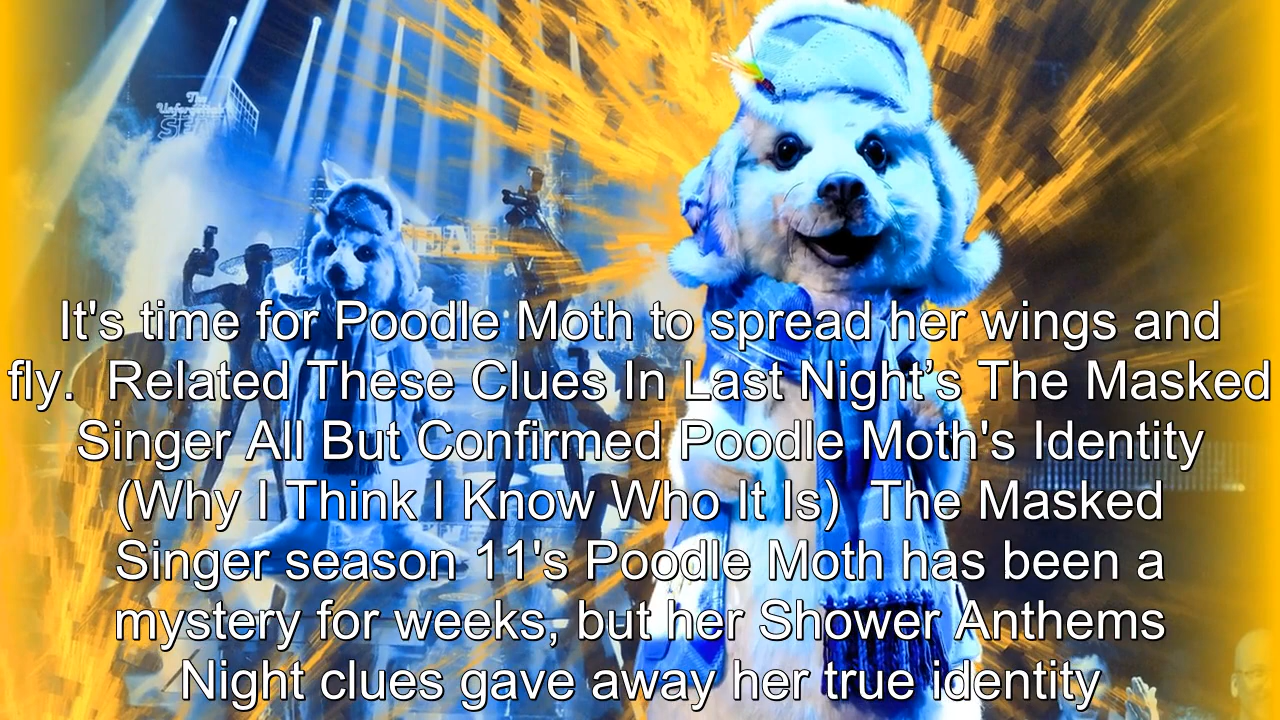 The
SEAL
It's time for Poodle Moth to spread her wings and
fly.  Related These Clues In Last Night’s The Masked
Singer All But Confirmed Poodle Moth's Identity
(Why I Think I Know Who It Is)  The Masked
Singer season 11's Poodle Moth has been a
mystery for weeks, but her Shower Anthems
Night clues gave away her true identity